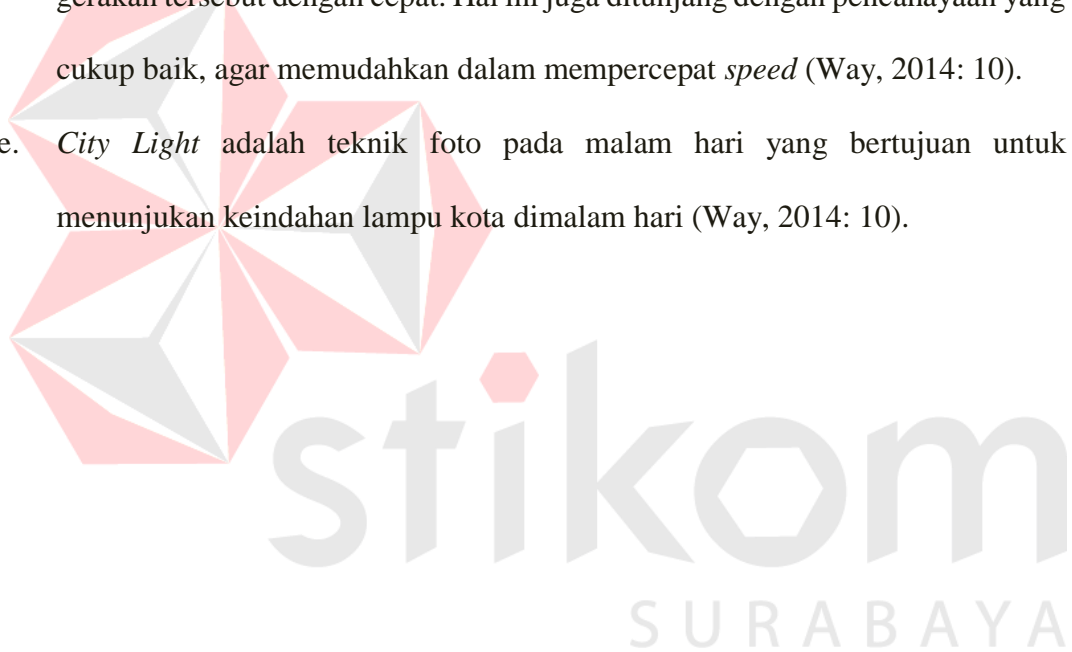 gerakan tersebut dengan cepat. Hal ini juga ditunjang dengan pencahayaan yang
cukup baik, agar memudahkan dalam mempercepat speed (Way, 2014: 10).
e. City Light adalah teknik foto pada malam hari yang bertujuan untuk
menunjukan keindahan lampu kota dimalam hari (Way, 2014: 10).
stikom
SURABAYA